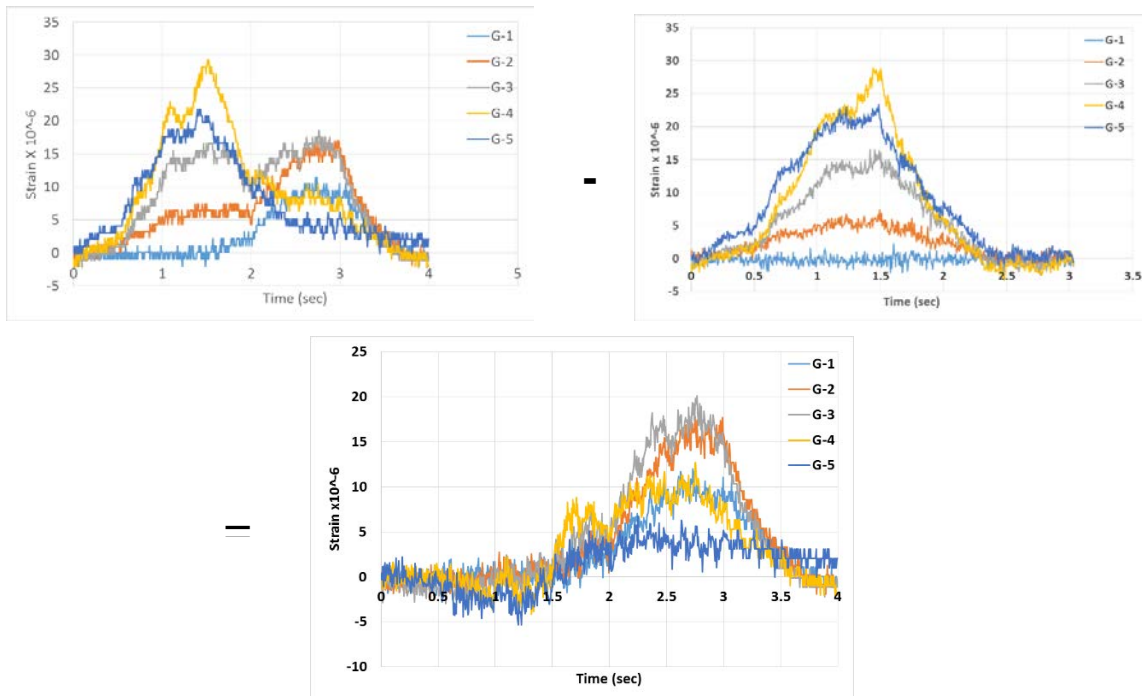 35
30
25
20
15
10
5
0
-5
Strain X 10^-6
0 1 2 3 4 5
Time (sec)
G-1
G-2
G-3
G-4
G-5
-
35
30
25
20
15
10
5
0
-5
Strain x 10^-6
0 0.5 1 1.5 2 2.5 3 3.5
Time (sec)
G-1
G-2
G-3
G-4
G-5
=
25
20
15
10
5
0
-5
-10
Strain x10^-6
0 0.5 1 1.5 2 2.5 3 3.5 4
Time (sec)
G-1
G-2
G-3
G-4
G-5